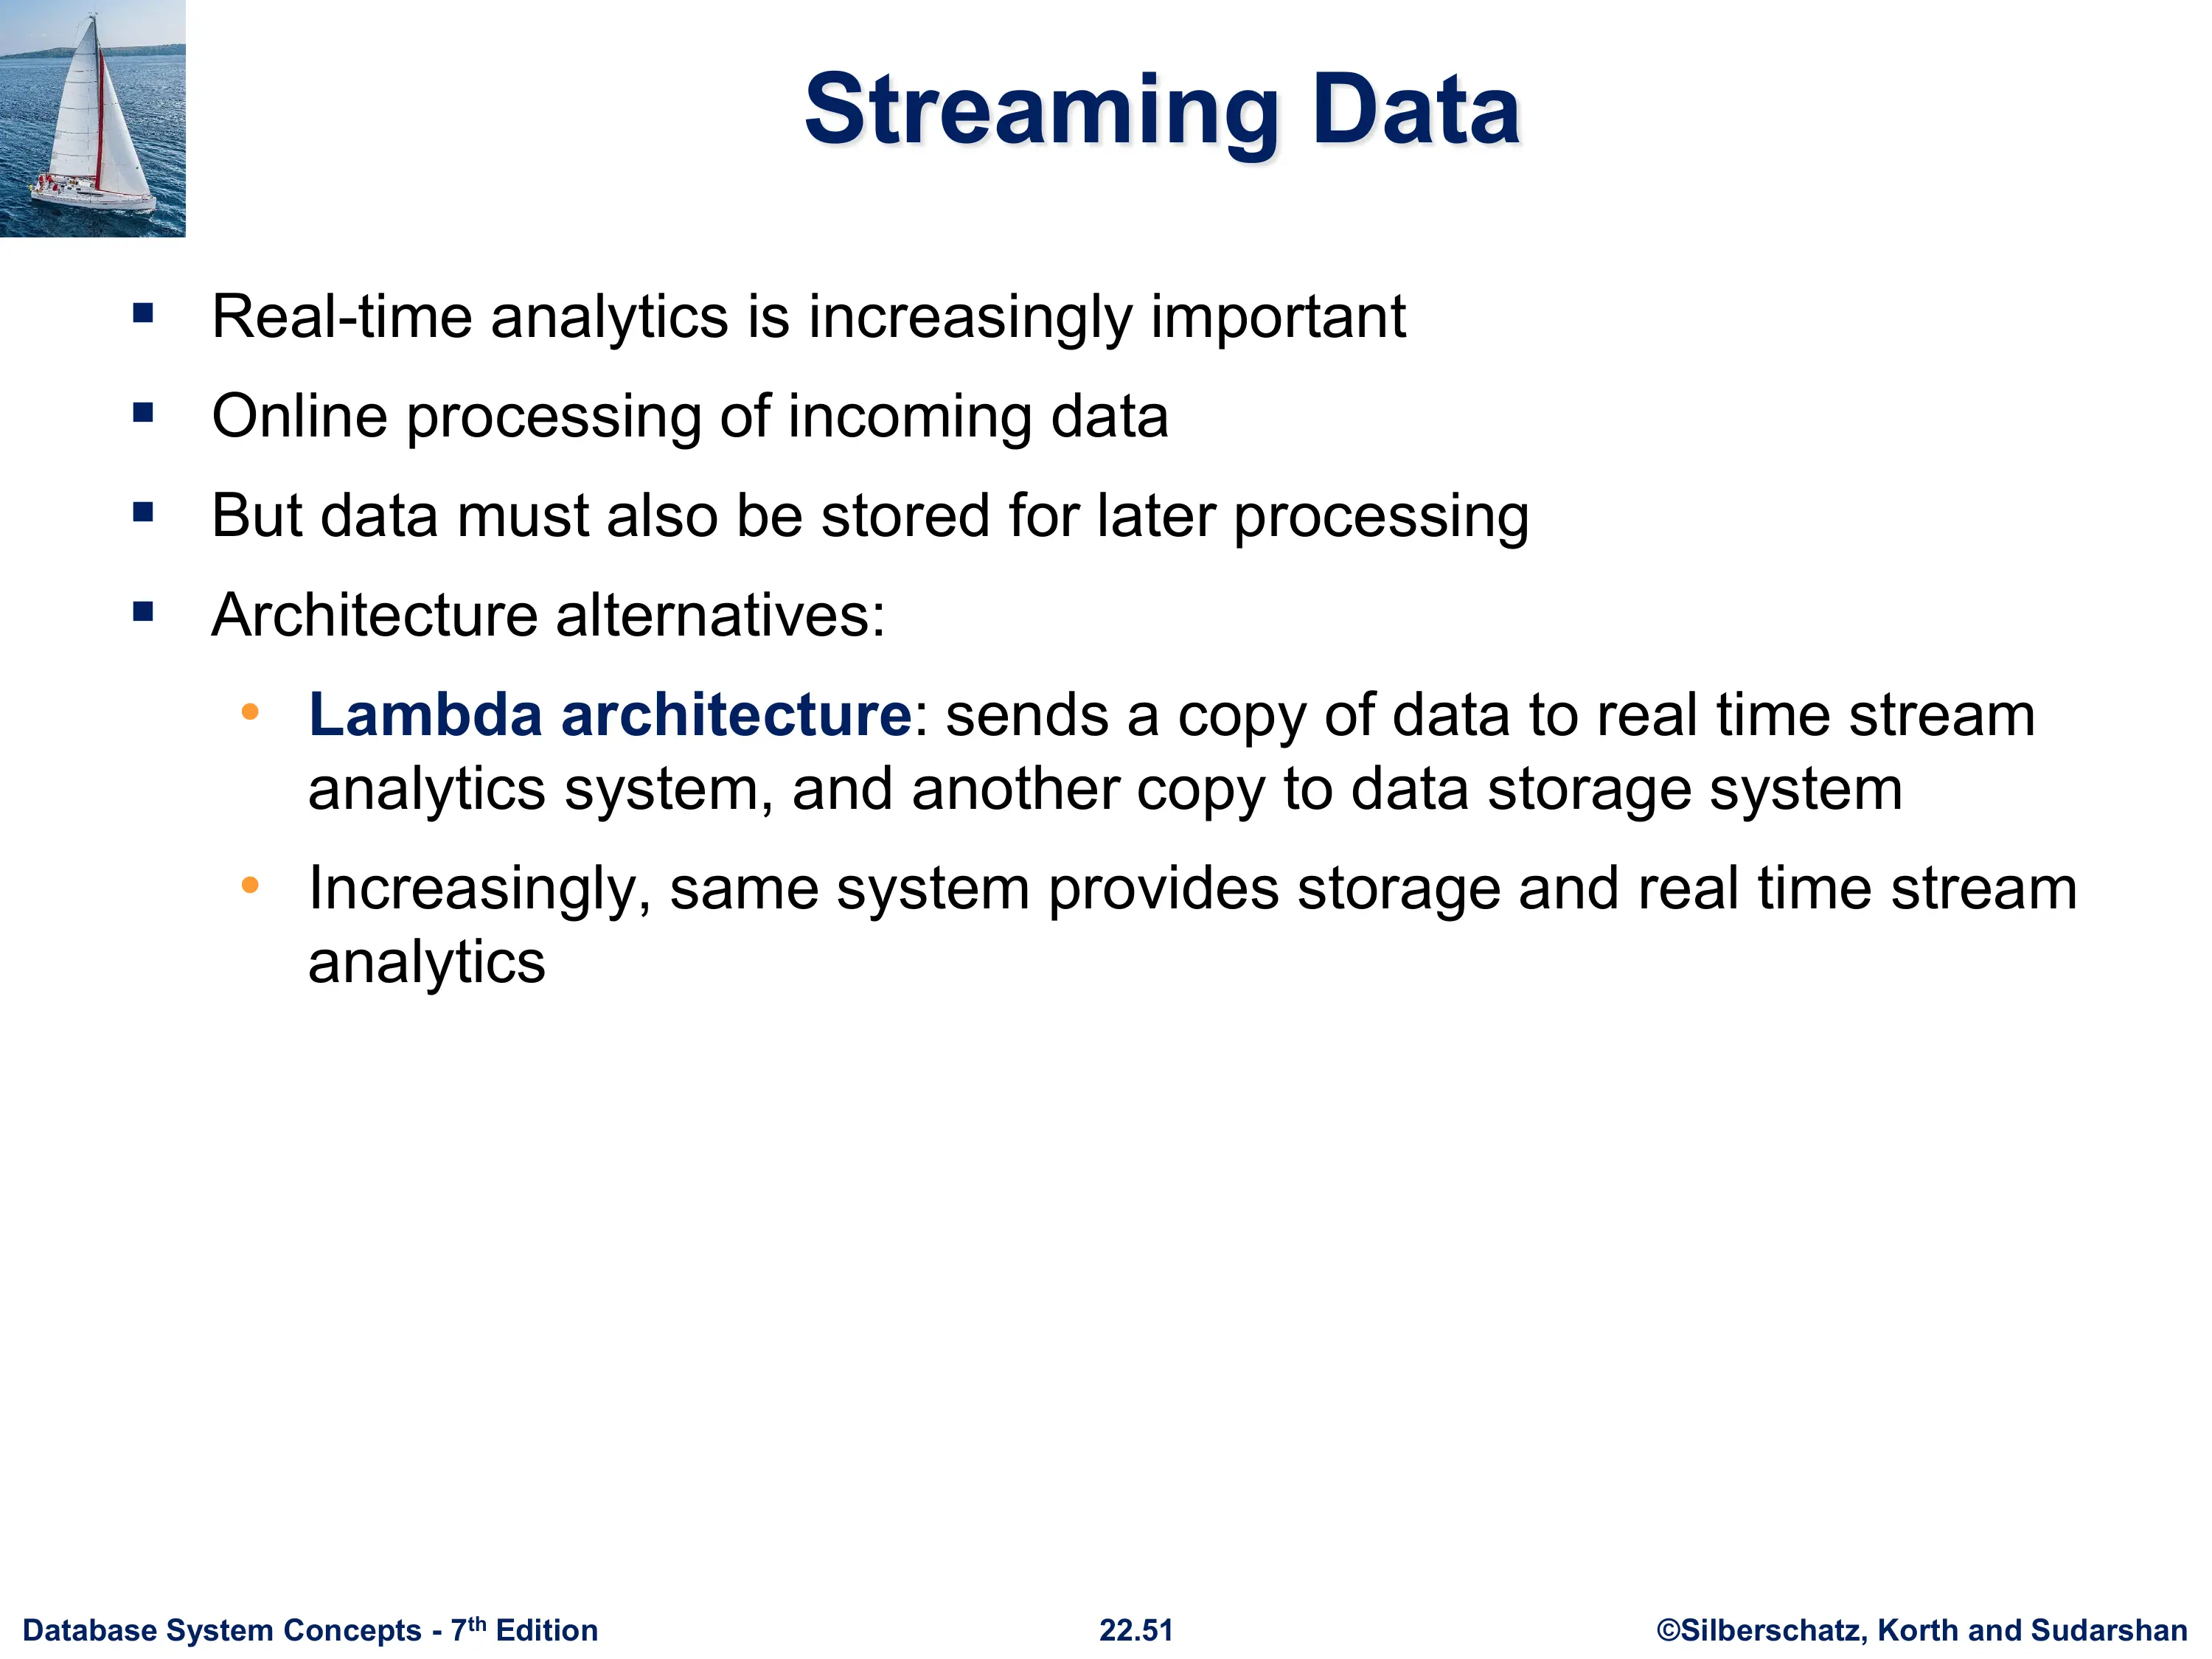 Streaming Data
▪ Real-time analytics is increasingly important
▪ Online processing of incoming data
▪ But data must also be stored for later processing
▪ Architecture alternatives:
• Lambda architecture: sends a copy of data to real time stream
analytics system, and another copy to data storage system
• Increasingly, same system provides storage and real time stream
analytics
Database System Concepts - 7th Edition
22.51
©Silberschatz, Korth and Sudarshan